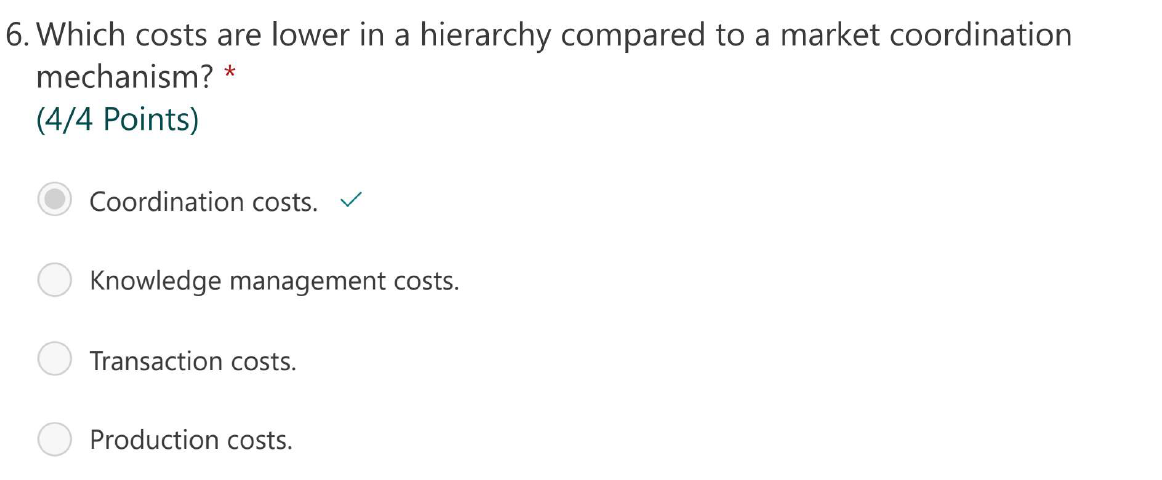 6. Which costs are lower in a hierarchy compared to a market coordination
mechanism? *
(4/4 Points)
Coordination costs.
Knowledge management costs.
Transaction costs.
Production costs.